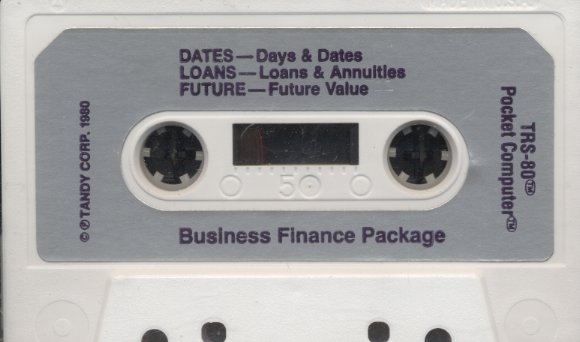 DATES—Days & Dates
LOANS—Loans & Annuities
FUTURE—Future Value
© Ⓟ TANDY CORP. 1980
TRS-80™
Pocket Computer™
50
Business Finance Package